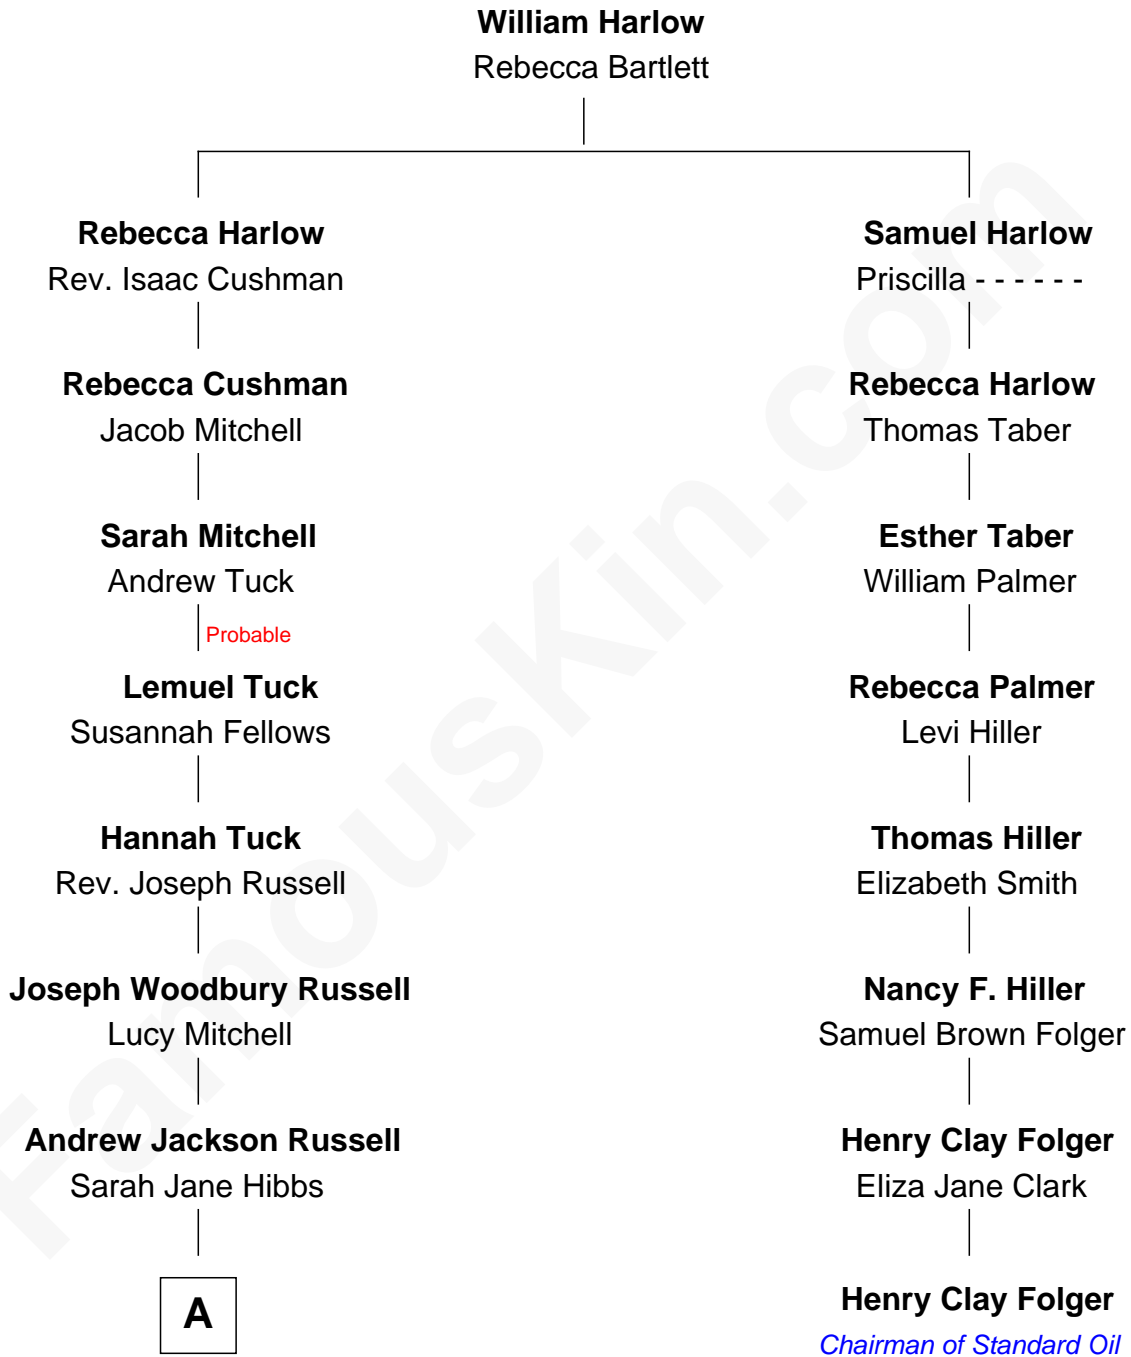 William Harlow
Rebecca Bartlett
Rebecca Harlow
Rev. Isaac Cushman
Samuel Harlow
Priscilla - - - - - -
Rebecca Cushman
Jacob Mitchell
Rebecca Harlow
Thomas Taber
Sarah Mitchell
Andrew Tuck
Esther Taber
William Palmer
Probable
Lemuel Tuck
Susannah Fellows
Rebecca Palmer
Levi Hiller
Hannah Tuck
Rev. Joseph Russell
Thomas Hiller
Elizabeth Smith
Joseph Woodbury Russell
Lucy Mitchell
Nancy F. Hiller
Samuel Brown Folger
Andrew Jackson Russell
Sarah Jane Hibbs
Henry Clay Folger
Eliza Jane Clark
A
Henry Clay Folger
Chairman of Standard Oil
FamousKin.com